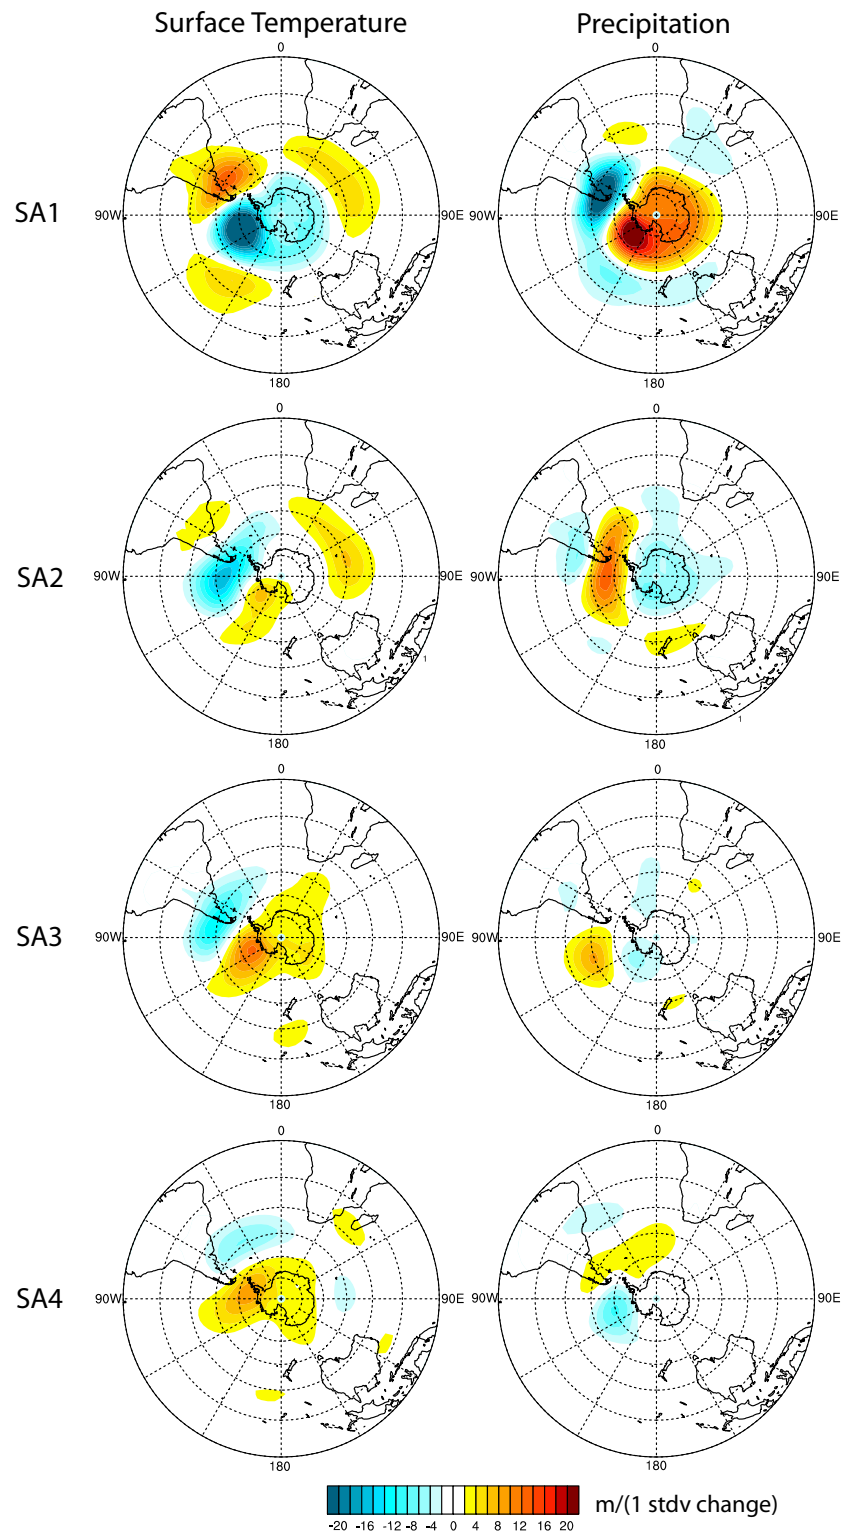 Surface Temperature Precipitation
0 0
SA1 90W 90E 90W 90E
180 180
0 0
SA2 90W 90E 90W 90E
1 1
180 180
0 0
SA3 90W 90E 90W 90E
180 180
0 0
SA4 90W 90E 90W 90E
180 180
m/(1 stdv change)
-20 -16 -12 -8 -4 0 4 8 12 16 20